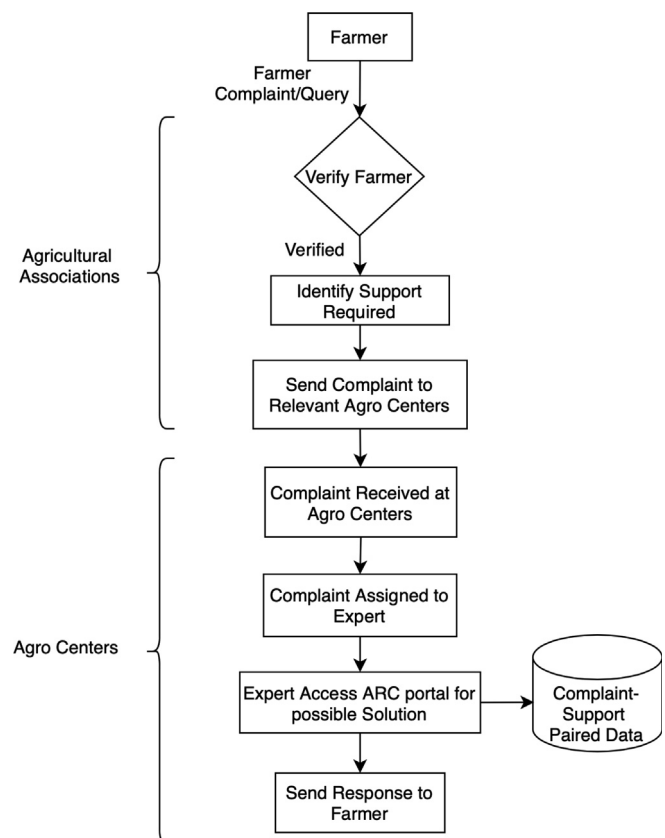 Farmer
Farmer
Complaint/Query
Verify Farmer
Verified
Agricultural
Associations
Identify Support
Required
Send Complaint to
Relevant Agro Centers
Complaint Received at
Agro Centers
Complaint Assigned to
Expert
Agro Centers
Expert Access ARC portal for
possible Solution
Complaint-
Support
Paired Data
Send Response to
Farmer